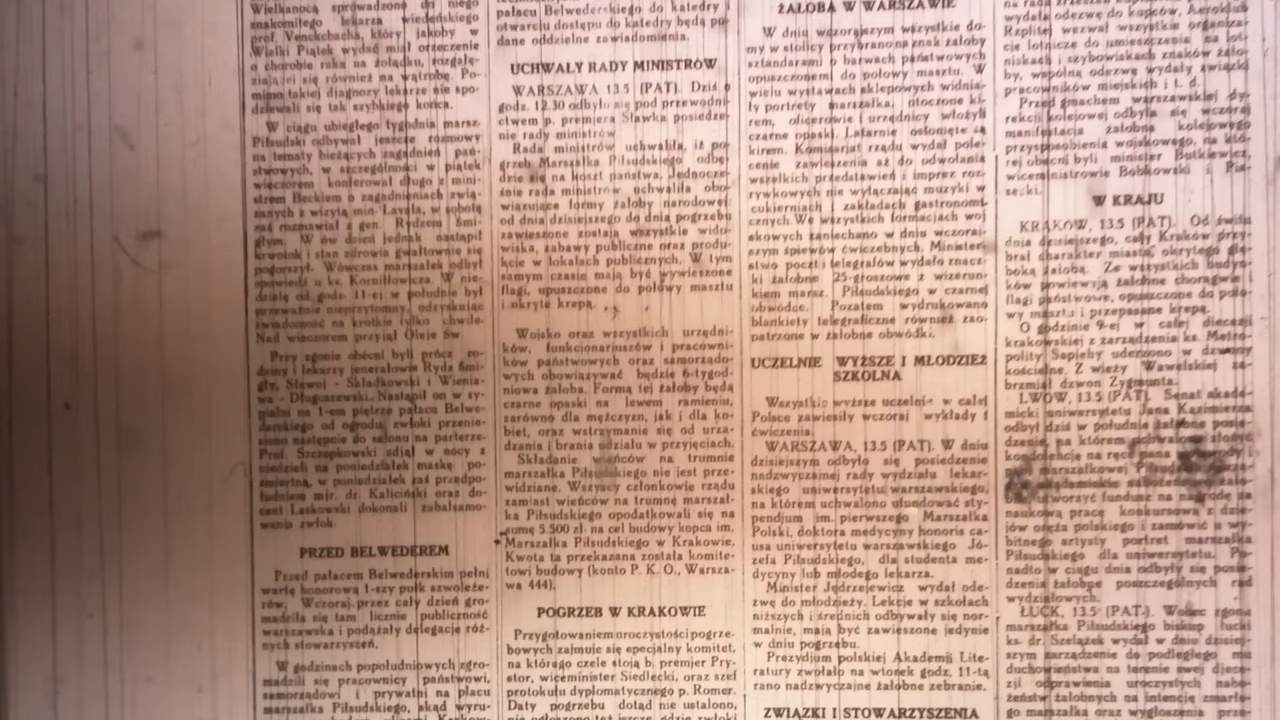 Wielkanocą sprowadzono do niego
znakomitego lekarza wiedeńskiego
prof. Venckebacha, który jakoby w
Wielki Piątek wydać miał orzeczenie
o chorobie raka na żołądku, rozgałę-
ziającej się również na wątrobę. Po-
mimo takiej djagnozy lekarze nie spo-
dziewali się tak szybkiego końca.
W ciągu ubiegłego tygodnia marsz.
Piłsudski odbywał jeszcze rozmowy
na tematy bieżących zagadnień pań-
stwowych, w szczególności w piątek
wieczorem konferował długo z mini-
strem Beckiem o zagadnieniach zwią-
zanych z wizytą min. Lavala, w sobotę
zaś rozmawiał z gen. Rydzem Śmi-
głym. W ów dzień jednak nastąpił
krwotok i stan zdrowia gwałtownie się
pogorszył. Wówczas marszałek odbył
spowiedź u ks. Korniłowicza. W nie-
dzielę od godz. 11-ej w południe był
przeważnie nieprzytomny, odzyskując
świadomość na krótkie tylko chwile.
Nad wieczorem przyjął Oleje Św.
Przy zgonie obecni byli prócz ro-
dziny i lekarzy jenerałowie Rydz Śmi-
gły, Sławoj - Składkowski i Wienia-
wa - Długoszewski. Nastąpił on w sy-
pialni na 1-em piętrze pałacu Belwe-
derskiego od ogrodu, zwłoki przenie-
siono następnie do salonu na parterze.
Prof. Szczepkowski zdjął w nocy z
niedzieli na poniedziałek maskę po-
śmiertną, w poniedziałek zaś przedpo-
łudniem mjr. dr. Kaliciński oraz do-
cent Laskowski dokonali zabalsamo-
wania zwłok.
PRZED BELWEDEREM
Przed pałacem Belwederskim pełni
wartę honorową 1-szy pułk szwoleże-
rów. Wczoraj przez cały dzień gro-
madziła się tam licznie publiczność
warszawska i podążały delegacje róż-
nych stowarzyszeń.
W godzinach popołudniowych zgro-
madzili się pracownicy państwowi,
samorządowi i prywatni na placu
marszałka Piłsudskiego, skąd wyru-
pałacu Belwederskiego do katedry i
otwarciu dostępu do katedry będą po-
dane oddzielne zawiadomienia.
UCHWAŁY RADY MINISTRÓW
WARSZAWA 13.5 (PAT). Dziś o
godz. 12.30 odbyło się pod przewodni-
ctwem p. premjera Sławka posiedze-
nie rady ministrów
Rada ministrów uchwaliła, iż po-
grzeb Marszałka Piłsudskiego odbę-
dzie się na koszt państwa. Jednocze-
śnie rada ministrów uchwaliła obo-
wiązujące formy żałoby narodowej:
od dnia dzisiejszego do dnia pogrzebu
zawieszone zostają wszystkie wido-
wiska, zabawy publiczne oraz produ-
kcje w lokalach publicznych. W tym
samym czasie mają być wywieszone
flagi, upuszczone do połowy masztu
i okryte krepą.
Wojsko oraz wszystkich urzędni-
ków, funkcjonarjuszów i pracowni-
ków państwowych oraz samorządo-
wych obowiązywać będzie 6-tygod-
niowa żałoba. Formą tej żałoby będą
czarne opaski na lewem ramieniu,
zarówno dla mężczyzn, jak i dla ko-
biet, oraz wstrzymanie się od urzą-
dzania i brania udziału w przyjęciach.
Składanie wieńców na trumnie
marszałka Piłsudskiego nie jest prze-
widziane. Wszyscy członkowie rządu
zamiast wieńców na trumnę marszał-
ka Piłsudskiego opodatkowali się na
sumę 5.500 zł. na cel budowy kopca im.
Marszałka Piłsudskiego w Krakowie.
Kwota ta przekazana została komite-
towi budowy (konto P. K. O., Warsza-
wa 444).
POGRZEB W KRAKOWIE
Przygotowaniem uroczystości pogrze-
bowych zajmuje się specjalny komitet,
na którego czele stoją b. premjer Pry-
stor, wiceminister Siedlecki, oraz szef
protokułu dyplomatycznego p. Romer.
Daty pogrzebu dotąd nie ustalono,
ŻAŁOBA W WARSZAWIE
W dniu wczorajszym wszystkie do-
my w stolicy przybrano na znak żałoby
sztandarami o barwach państwowych
opuszczonemi do połowy masztu. W
wielu wystawach sklepowych widnia-
ły portrety marszałka, otoczone ki-
rem, oficerowie i urzędnicy włożyli
czarne opaski. Latarnie osłonięte są
kirem. Komisarjat rządu wydał pole-
cenie zawieszenia aż do odwołania
wszelkich przedstawień i imprez roz-
rywkowych nie wyłączając muzyki w
cukierniach i zakładach gastronomi-
cznych. We wszystkich formacjach woj
skowych zaniechano w dniu wczoraj-
szym śpiewów ćwiczebnych. Minister-
stwo poczt i telegrafów wydało znacz-
ki żałobne 25-groszowe z wizerun-
kiem marsz. Piłsudskiego w czarnej
obwódce. Pozatem wydrukowano
blankiety telegraficzne również zao-
patrzone w żałobne obwódki.
UCZELNIE WYŻSZE I MŁODZIEŻ
SZKOLNA
Wszystkie wyższe uczelnie w całej
Polsce zawiesiły wczoraj wykłady i
ćwiczenia.
WARSZAWA, 13.5 (PAT). W dniu
dzisiejszym odbyło się posiedzenie
nadzwyczajnej rady wydziału lekar-
skiego uniwersytetu warszawskiego,
na którem uchwalono ufundować sty-
pendjum im. pierwszego Marszałka
Polski, doktora medycyny honoris ca-
usa uniwersytetu warszawskiego Jó-
zefa Piłsudskiego, dla studenta me-
dycyny lub młodego lekarza.
Minister Jędrzejewicz wydał ode-
zwę do młodzieży. Lekcje w szkołach
niższych i średnich odbywały się nor-
malnie, mają być zawieszone jedynie
w dniu pogrzebu.
Prezydjum polskiej Akademii Lite-
ratury zwołało na wtorek godz. 11-tą
rano nadzwyczajne żałobne zebranie.
ZWIĄZKI I STOWARZYSZENIA
na rada zrzeszeń
wydała odezwę do kupców, Aeroklub
Rzplitej wezwał wszystkie organiza-
cje lotnicze do umieszczenia na lot-
niskach i szybowiskach znaków żało-
by, wspólną odezwę wydały związki
pracowników miejskich i t. d.
Przed gmachem warszawskiej dy-
rekcji kolejowej odbyła się wczoraj
manifestacja żałobna kolejowego
przysposobienia wojskowego, na któ-
rej obecni byli minister Butkiewicz,
wiceministrowie Bobkowski i Pia-
secki.
W KRAJU
KRAKÓW, 13.5 (PAT). Od świtu
dnia dzisiejszego, cały Kraków przy-
brał charakter miasta, okrytego głę-
boką żałobą. Ze wszystkich budyn-
ków powiewają żałobne chorągwie i
flagi państwowe, opuszczone do poło-
wy masztu i przepasane krepą.
O godzinie 9-ej w całej diecezji
krakowskiej z zarządzenia ks. Metro-
polity Sapiehy uderzono w dzwony
kościelne. Z wieży Wawelskiej za-
brzmiał dzwon Zygmunta.
LWÓW, 13.5 (PAT). Senat akade-
micki uniwersytetu Jana Kazimierza
odbył dziś w południe żałobne posie-
dzenie, na którem uchwalono złożyć
kondolencję na ręce pana
marszałkowej
utworzyć fundusz na nagrodę za
naukową pracę konkursową z dzie-
jów oręża polskiego i zamówić u wy-
bitnego artysty portret marszałka
Piłsudskiego dla uniwersytetu. Po-
nadto w ciągu dnia odbyły się posie-
dzenia żałobne poszczególnych rad
wydziałowych.
ŁUCK, 13.5 (PAT.). Wobec zgonu
marszałka Piłsudskiego biskup łucki
ks. dr. Szelążek wydał w dniu dzisiej-
szym zarządzenie do podległego mu
duchowieństwa na terenie swej djece-
zji odprawienia uroczystych nabo-
żeństw żałobnych na intencję zmarłe-
go marszałka oraz wygłoszenia prze-